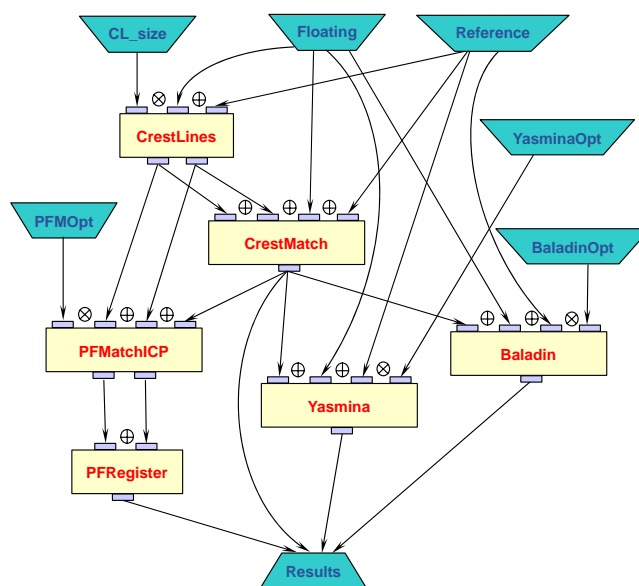 CL_size
Floating
Reference
⊗ ⊕
CrestLines
YasminaOpt
PFMOpt
⊕ ⊕ ⊕
CrestMatch
BaladinOpt
⊗ ⊕ ⊕
PFMatchICP
⊕ ⊕ ⊗
Baladin
⊕ ⊕ ⊗
Yasmina
⊕
PFRegister
Results